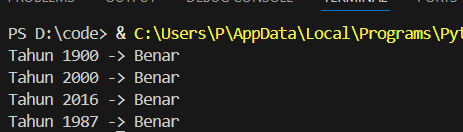 TERMINAL
PS D:\code> & C:\Users\P\AppData\Local\Programs\Pyt
Tahun 1900 -> Benar
Tahun 2000 -> Benar
Tahun 2016 -> Benar
Tahun 1987 -> Benar